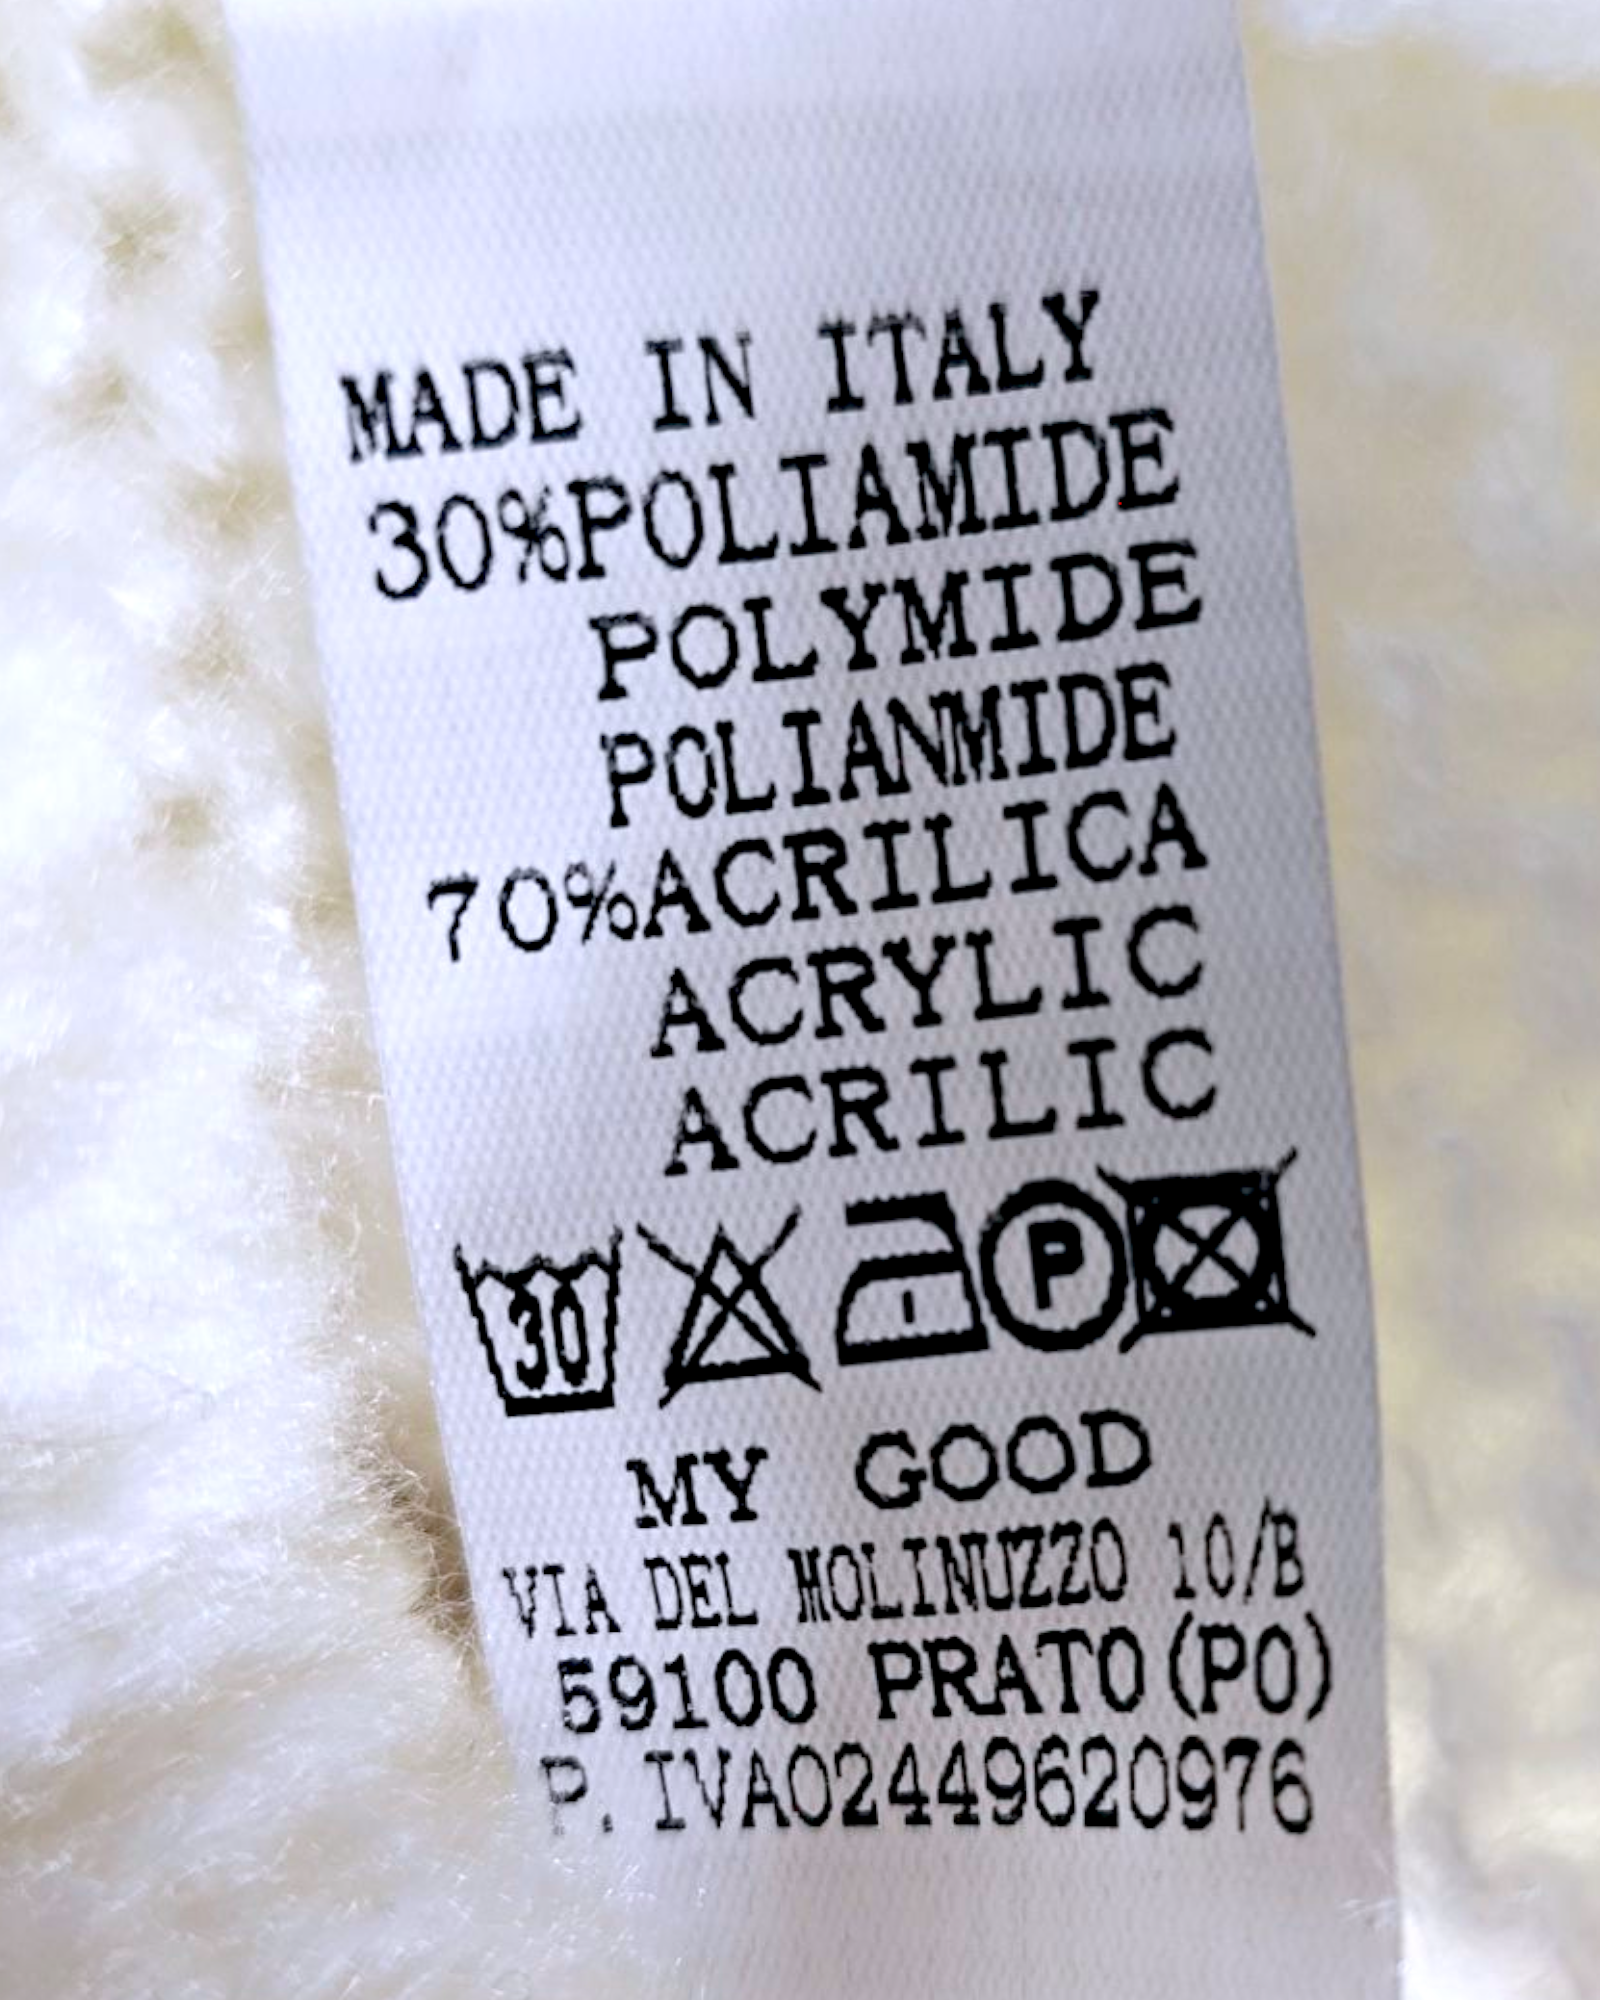 MADE IN ITALY
30%POLIAMIDE
POLYMIDE
POLIANMIDE
70%ACRILICA
ACRYLIC
ACRILIC
30 P
MY GOOD
VIA DEL MOLINUZZO 10/B
59100 PRATO(PO)
P. IVA02449620976